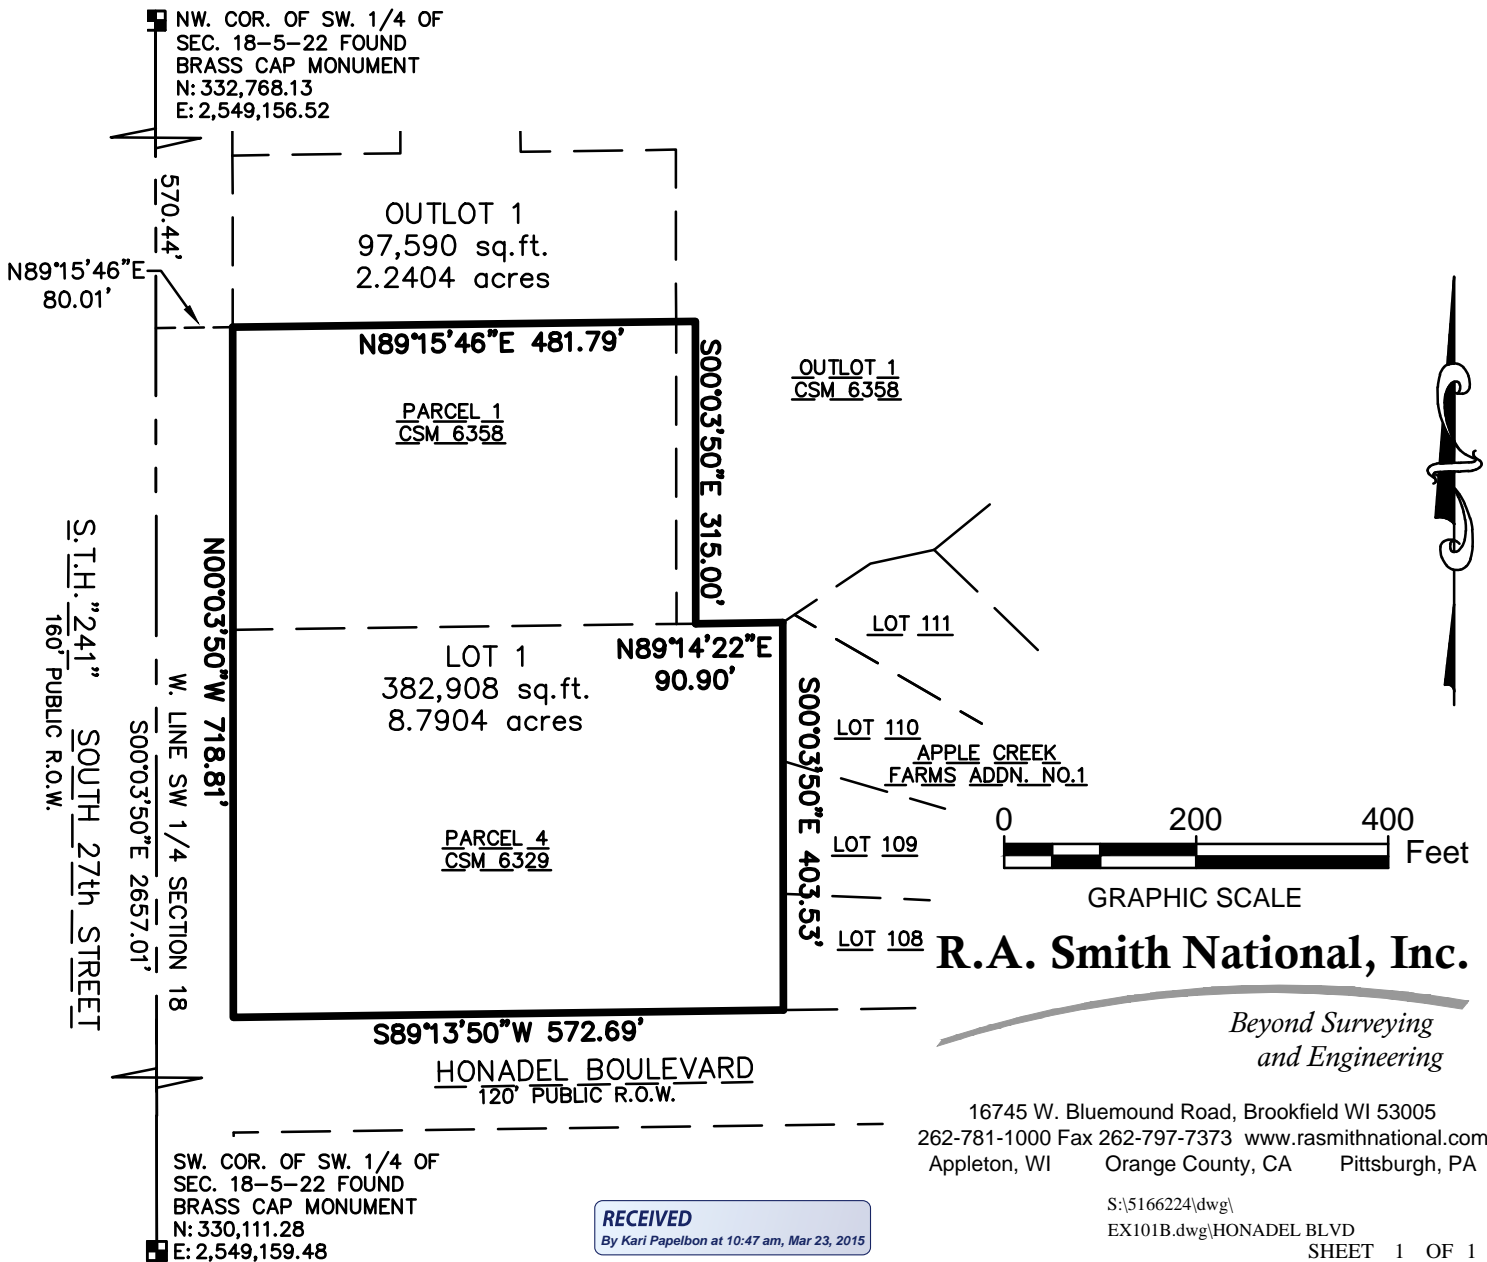 NW. COR. OF SW. 1/4 OF
SEC. 18-5-22 FOUND
BRASS CAP MONUMENT
N: 332,768.13
E: 2,549,156.52
570.44'
OUTLOT 1
97,590 sq.ft.
2.2404 acres
N89°15'46"E
80.01'
N89°15'46"E 481.79'
S00°03'50"E 315.00'
OUTLOT 1
CSM 6358
PARCEL 1
CSM 6358
S.T.H. "241" SOUTH 27th STREET
160' PUBLIC R.O.W.
W. LINE SW 1/4 SECTION 18
S00°03'50"E 2657.01'
N00°03'50"W 718.81'
LOT 1
382,908 sq.ft.
8.7904 acres
N89°14'22"E
90.90'
LOT 111
S00°03'50"E 403.53'
LOT 110
APPLE CREEK
FARMS ADDN. NO.1
PARCEL 4
CSM 6329
LOT 109
LOT 108
0 200 400
Feet
GRAPHIC SCALE
R.A. Smith National, Inc.
Beyond Surveying
and Engineering
S89°13'50"W 572.69'
HONADEL BOULEVARD
120' PUBLIC R.O.W.
16745 W. Bluemound Road, Brookfield WI 53005
262-781-1000 Fax 262-797-7373 www.rasmithnational.com
Appleton, WI Orange County, CA Pittsburgh, PA
SW. COR. OF SW. 1/4 OF
SEC. 18-5-22 FOUND
BRASS CAP MONUMENT
N: 330,111.28
E: 2,549,159.48
RECEIVED
By Kari Papelbon at 10:47 am, Mar 23, 2015
S:\5166224\dwg\
EX101B.dwg\HONADEL BLVD
SHEET 1 OF 1